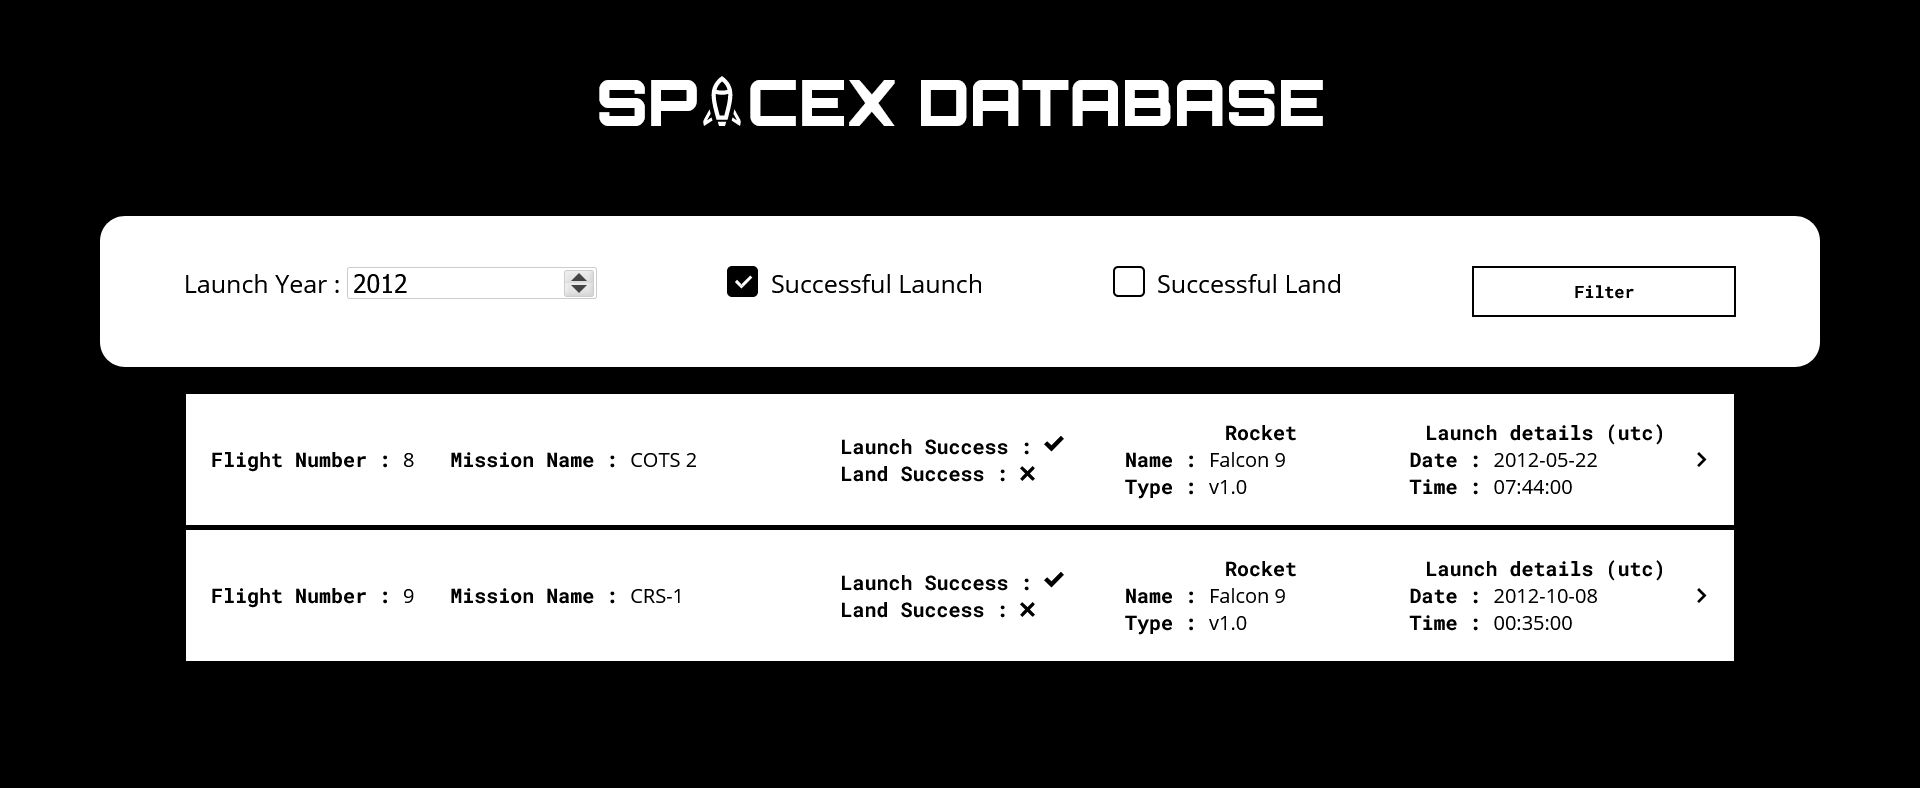 SPACEX DATABASE
Launch Year : 2012
Successful Launch
Successful Land
Filter
Flight Number : 8
Mission Name : COTS 2
Launch Success :
Land Success :
Rocket
Name : Falcon 9
Type : v1.0
Launch details (utc)
Date : 2012-05-22
Time : 07:44:00
Flight Number : 9
Mission Name : CRS-1
Launch Success :
Land Success :
Rocket
Name : Falcon 9
Type : v1.0
Launch details (utc)
Date : 2012-10-08
Time : 00:35:00